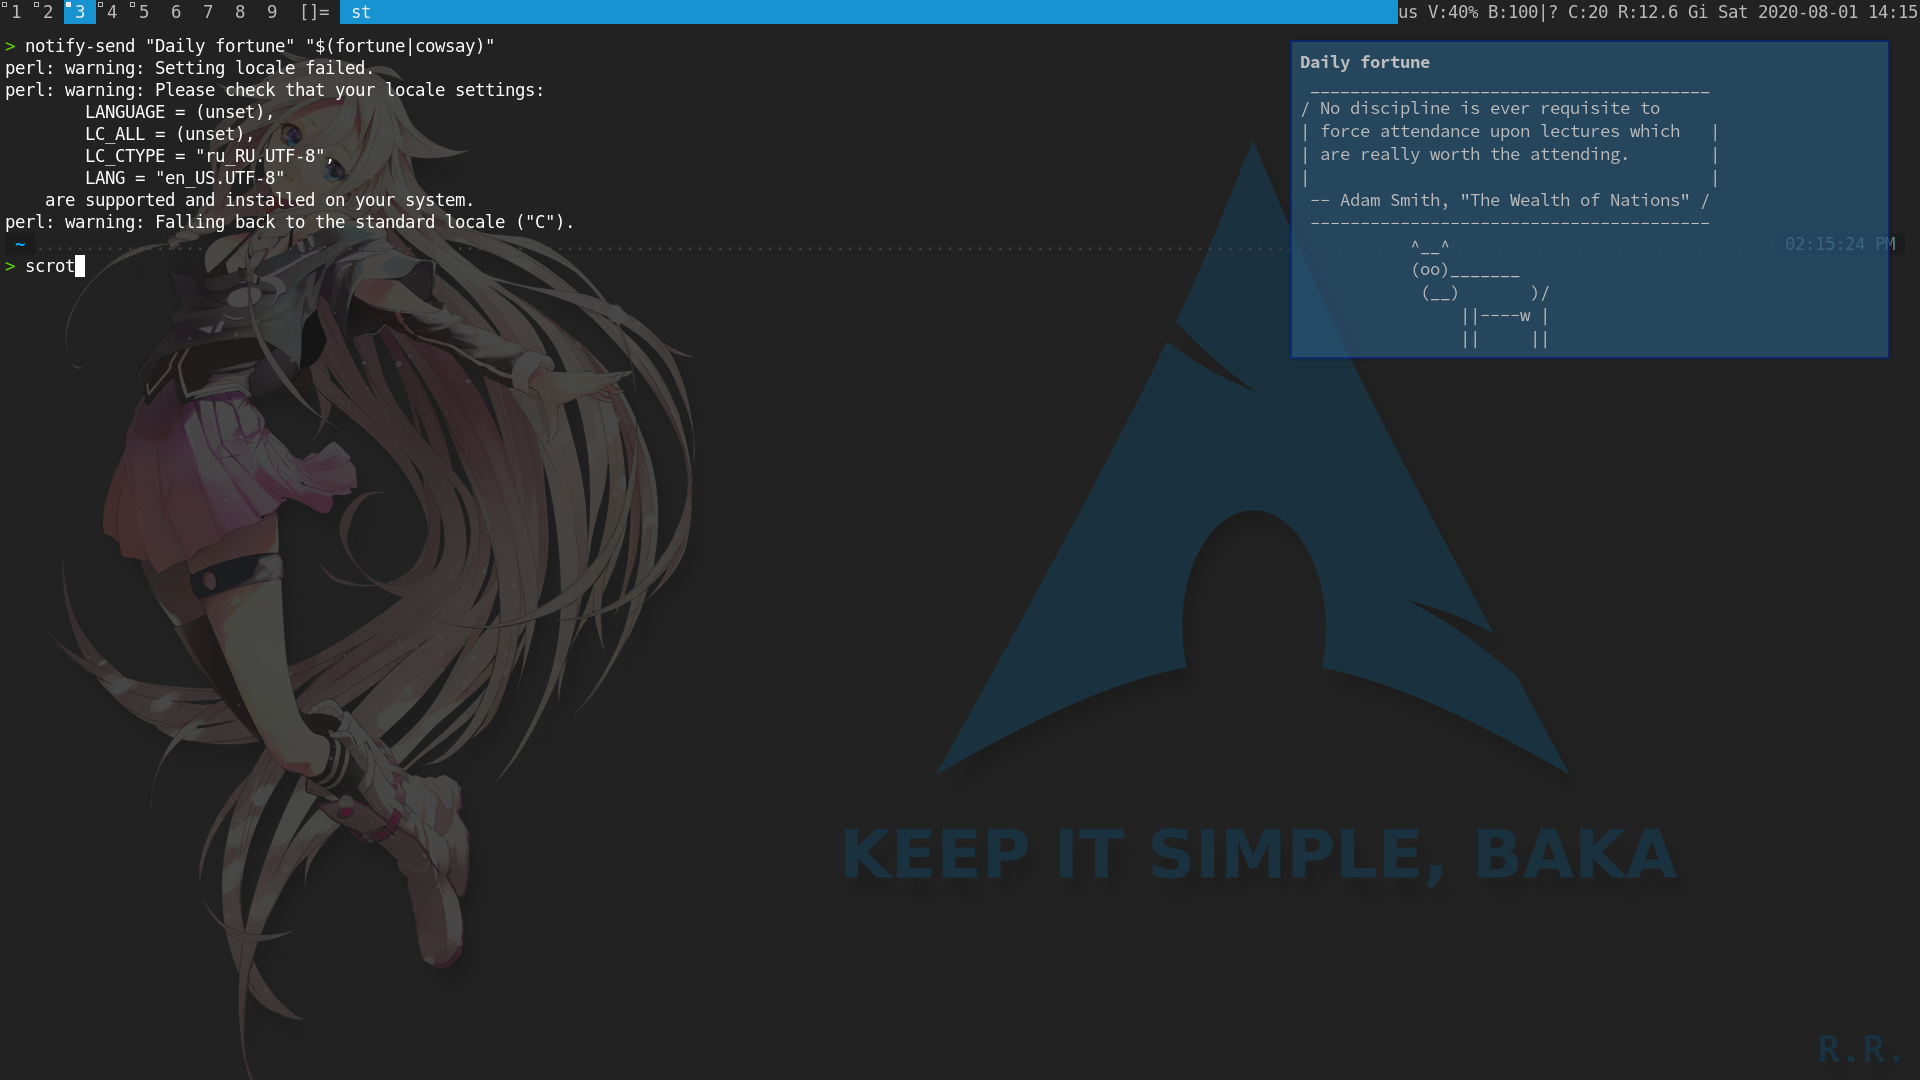 1 2 3 4 5 6 7 8 9 []= st us V:40% B:100|? C:20 R:12.6 Gi Sat 2020-08-01 14:15
> notify-send "Daily fortune" "$(fortune|cowsay)"
perl: warning: Setting locale failed.
perl: warning: Please check that your locale settings:
        LANGUAGE = (unset),
        LC_ALL = (unset),
        LC_CTYPE = "ru_RU.UTF-8",
        LANG = "en_US.UTF-8"
    are supported and installed on your system.
perl: warning: Falling back to the standard locale ("C").
~ 02:15:24 PM
> scrot
Daily fortune
 ________________________________________
/ No discipline is ever requisite to
| force attendance upon lectures which   |
| are really worth the attending.        |
|                                        |
 -- Adam Smith, "The Wealth of Nations" /
 ----------------------------------------
           ^__^
           (oo)_______
            (__)       )/
                ||----w |
                ||     ||
KEEP IT SIMPLE, BAKA
R.R.